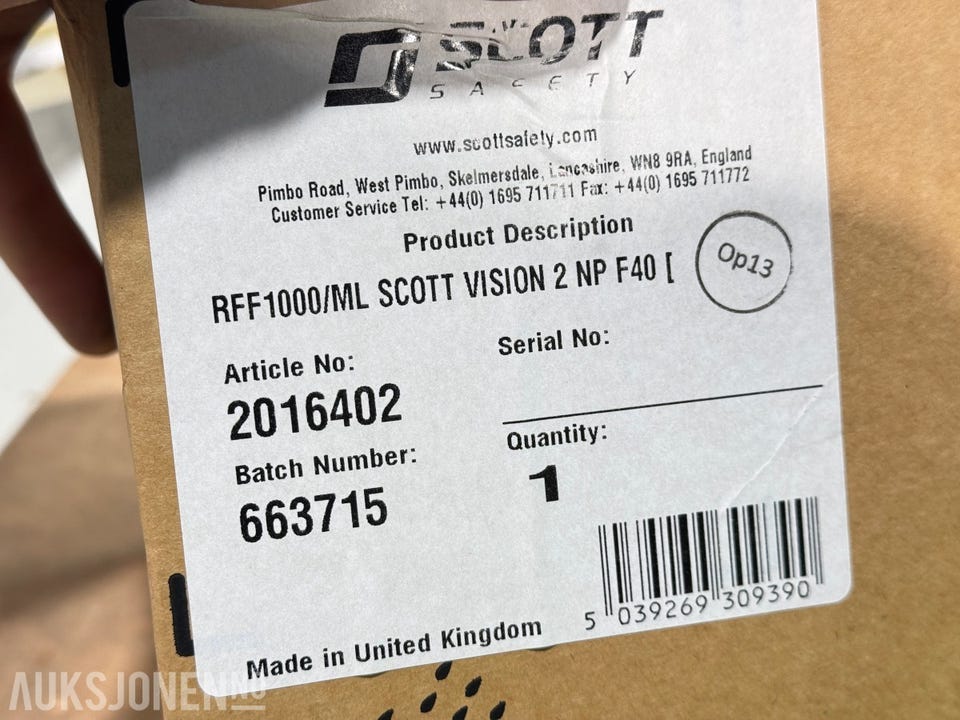 SCOTT
SAFETY
www.scottsafety.com
Pimbo Road, West Pimbo, Skelmersdale, Lancashire, WN8 9RA, England
Customer Service Tel: +44(0) 1695 711711 Fax: +44(0) 1695 711772
Product Description
RFF1000/ML SCOTT VISION 2 NP F40 [
Op13
Article No:
2016402
Serial No:
Batch Number:
663715
Quantity:
1
5 039269 309390
Made in United Kingdom
AUKSJONEN.NO